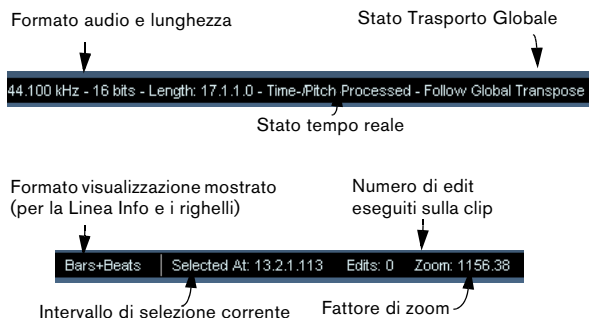 Formato audio e lunghezza
Stato Trasporto Globale
44.100 kHz - 16 bits - Length: 17.1.1.0 - Time-/Pitch Processed - Follow Global Transpose
Stato tempo reale
Formato visualizzazione mostrato
(per la Linea Info e i righelli)
Numero di edit
eseguiti sulla clip
Bars+Beats | Selected At: 13.2.1.113 Edits: 0 Zoom: 1156.38
Intervallo di selezione corrente
Fattore di zoom